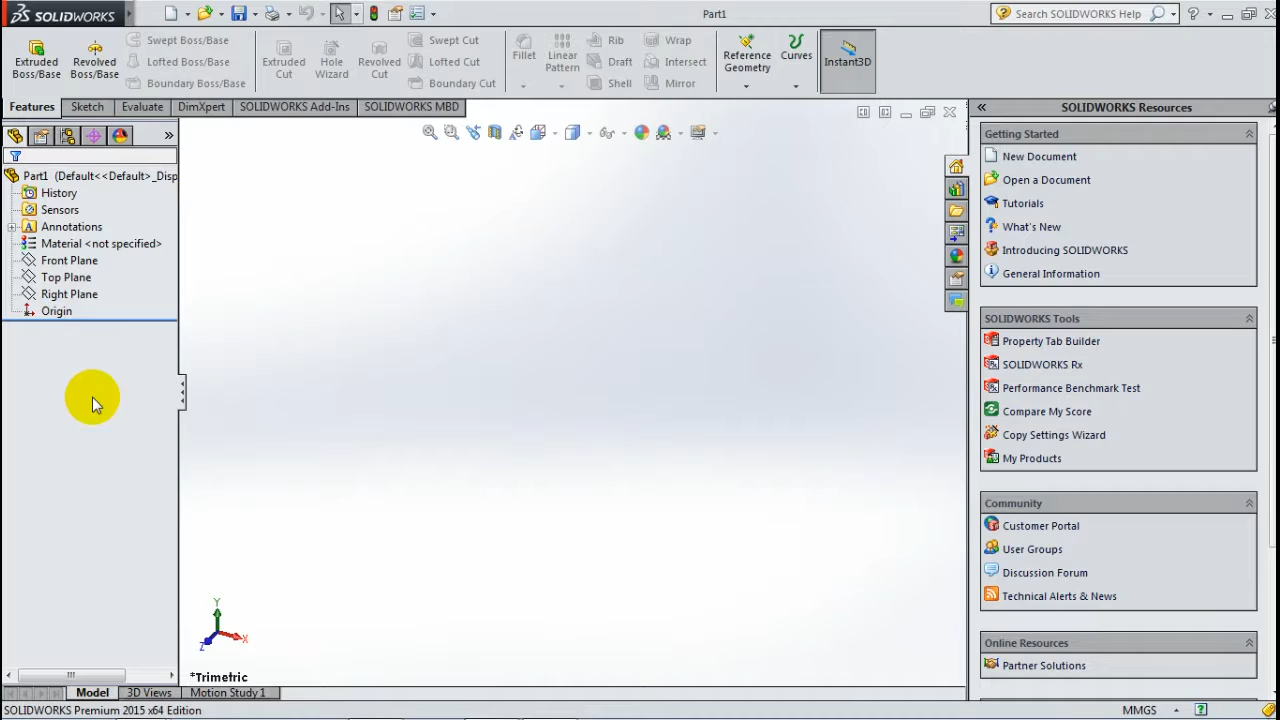 SOLIDWORKS
Part1
Search SOLIDWORKS Help
Extruded Boss/Base
Revolved Boss/Base
Swept Boss/Base
Lofted Boss/Base
Boundary Boss/Base
Extruded Cut
Hole Wizard
Revolved Cut
Swept Cut
Lofted Cut
Boundary Cut
Fillet
Linear Pattern
Rib
Draft
Shell
Wrap
Intersect
Mirror
Reference Geometry
Curves
Instant3D
Features
Sketch
Evaluate
DimXpert
SOLIDWORKS Add-Ins
SOLIDWORKS MBD
Part1 (Default<<Default>_Disp
History
Sensors
Annotations
Material <not specified>
Front Plane
Top Plane
Right Plane
Origin
Y
X
Z
*Trimetric
SOLIDWORKS Resources
Getting Started
New Document
Open a Document
Tutorials
What's New
Introducing SOLIDWORKS
General Information
SOLIDWORKS Tools
Property Tab Builder
SOLIDWORKS Rx
Performance Benchmark Test
Compare My Score
Copy Settings Wizard
My Products
Community
Customer Portal
User Groups
Discussion Forum
Technical Alerts & News
Online Resources
Partner Solutions
Model
3D Views
Motion Study 1
SOLIDWORKS Premium 2015 x64 Edition
MMGS